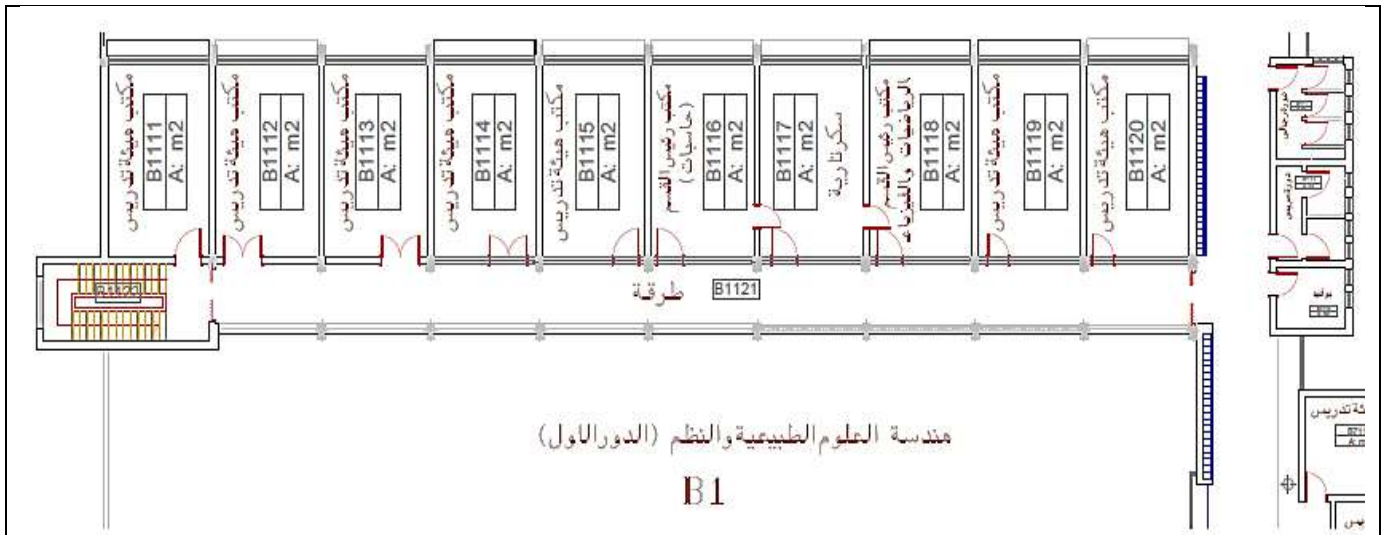 مكتب هيئة تدريس
B1111
A: m2
مكتب هيئة تدريس
B1112
A: m2
مكتب هيئة تدريس
B1113
A: m2
مكتب هيئة تدريس
B1114
A: m2
مكتب هيئة تدريس
B1115
A: m2
مكتب رئيس القسم
(حاسبات)
B1116
A: m2
سكرتارية
B1117
A: m2
مكتب رئيس القسم
بالرياضيات والفيزياء
B1118
A: m2
مكتب هيئة تدريس
B1119
A: m2
مكتب هيئة تدريس
B1120
A: m2
طرقة
B1121
بوفيه
تدريس
هندسة العلوم الطبيعية والنظم (الدور الاول)
B1